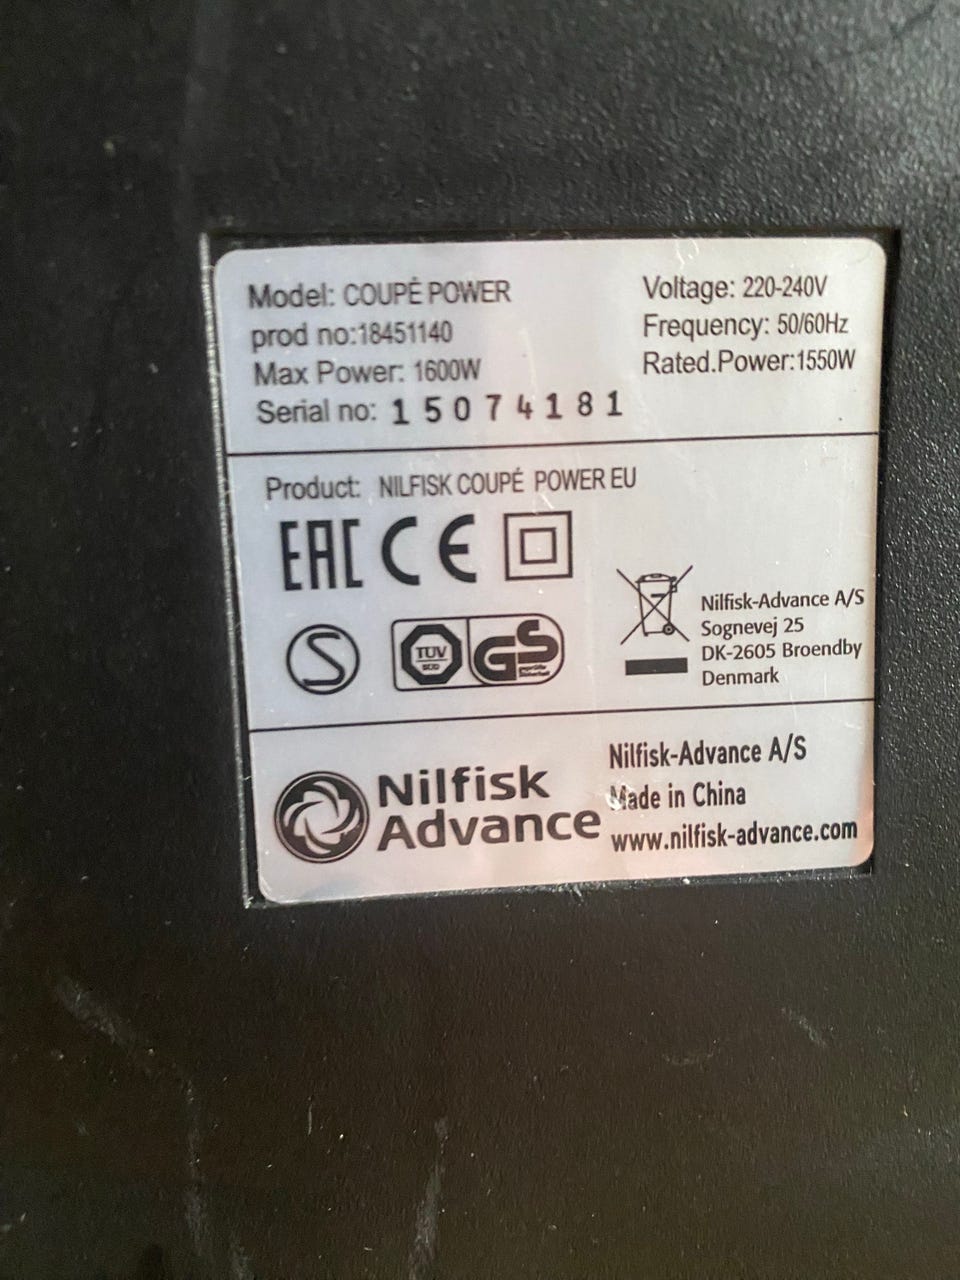 Model: COUPÉ POWER
prod no:18451140
Max Power: 1600W
Serial no: 15074181
Voltage: 220-240V
Frequency: 50/60Hz
Rated.Power:1550W
Product: NILFISK COUPÉ POWER EU
EAC CE
S
TÜV
SÜD
GS
Nilfisk-Advance A/S
Sognevej 25
DK-2605 Broendby
Denmark
Nilfisk
Advance
Nilfisk-Advance A/S
Made in China
www.nilfisk-advance.com